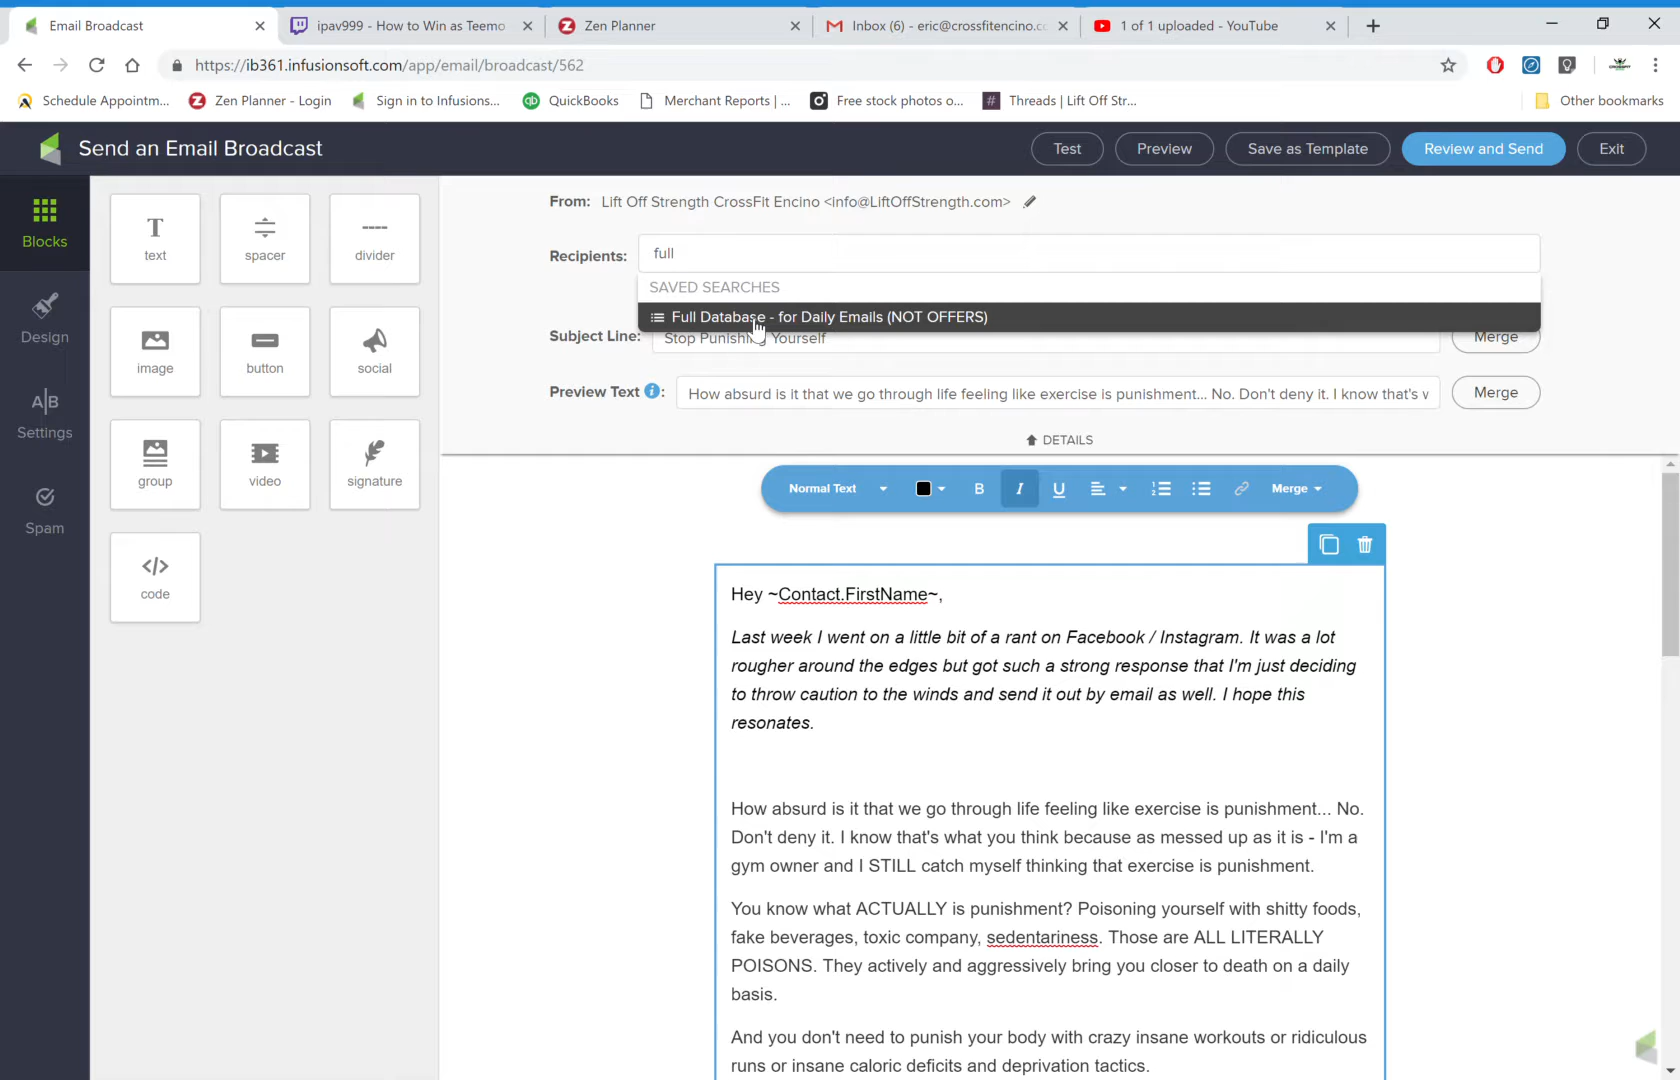 Email Broadcast
ipav999 - How to Win as Teemo
Zen Planner
Inbox (6) - eric@crossfitencino.cc
1 of 1 uploaded - YouTube
https://ib361.infusionsoft.com/app/email/broadcast/562
Schedule Appointm...
Zen Planner - Login
Sign in to Infusions...
QuickBooks
Merchant Reports | ...
Free stock photos o...
Threads | Lift Off Str...
Other bookmarks
Send an Email Broadcast
Test
Preview
Save as Template
Review and Send
Exit
Blocks
Design
A|B
Settings
Spam
T
text
spacer
divider
image
button
social
group
video
signature
</>
code
From: Lift Off Strength CrossFit Encino <info@LiftOffStrength.com>
Recipients: full
SAVED SEARCHES
Full Database - for Daily Emails (NOT OFFERS)
Subject Line: Stop Punishing Yourself
Merge
Preview Text i : How absurd is it that we go through life feeling like exercise is punishment... No. Don't deny it. I know that's w
Merge
DETAILS
Normal Text
B
I
U
Merge
Hey ~Contact.FirstName~,
Last week I went on a little bit of a rant on Facebook / Instagram. It was a lot
rougher around the edges but got such a strong response that I'm just deciding
to throw caution to the winds and send it out by email as well. I hope this
resonates.
How absurd is it that we go through life feeling like exercise is punishment... No.
Don't deny it. I know that's what you think because as messed up as it is - I'm a
gym owner and I STILL catch myself thinking that exercise is punishment.
You know what ACTUALLY is punishment? Poisoning yourself with shitty foods,
fake beverages, toxic company, sedentariness. Those are ALL LITERALLY
POISONS. They actively and aggressively bring you closer to death on a daily
basis.
And you don't need to punish your body with crazy insane workouts or ridiculous
runs or insane caloric deficits and deprivation tactics.